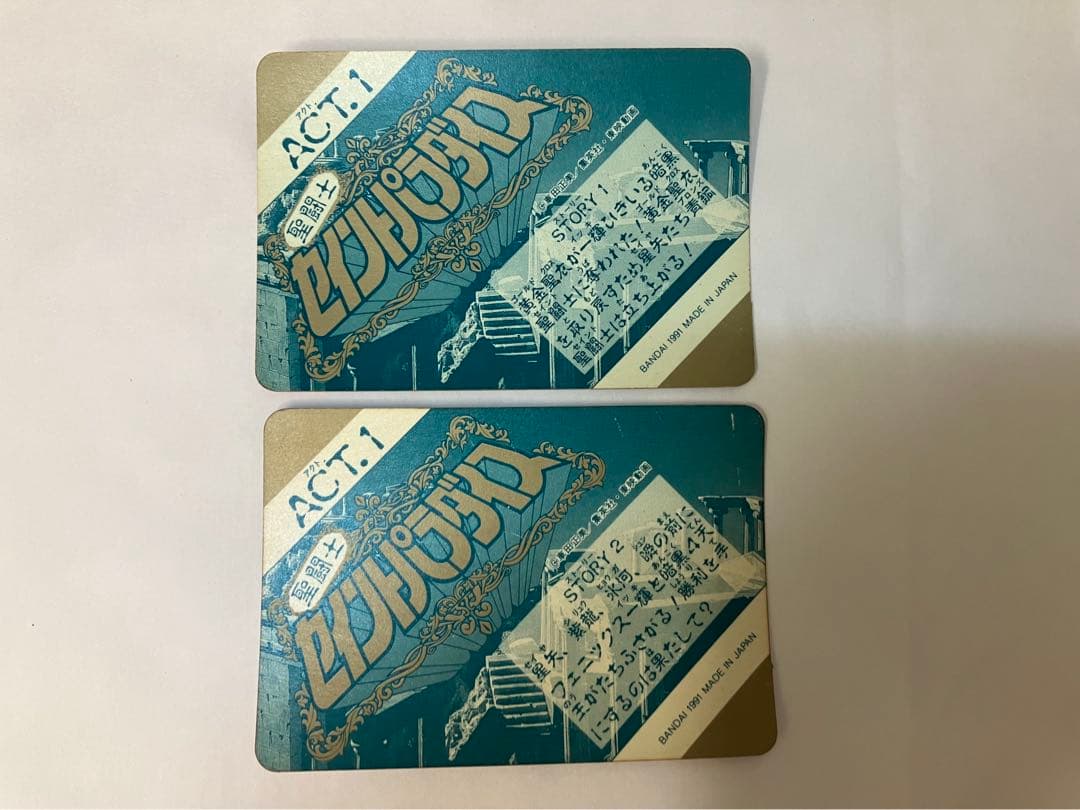 ACT.1
アクト
聖闘士
セイントパラダイス
©車田正美/集英社・東映動画
STORY 1
黄金聖衣が一輝ひきいる暗黒
聖闘士に奪われた!黄金聖衣
を取り戻すため星矢たち青銅
聖闘士は立ち上がる!
BANDAI 1991 MADE IN JAPAN
ACT.1
アクト
聖闘士
セイントパラダイス
©車田正美/集英社・東映動画
STORY 2
星矢、紫龍、氷河、瞬の前に
フェニックス一輝と暗黒4天
王がたちふさがる!勝利を手
にするのは果たして?
BANDAI 1991 MADE IN JAPAN